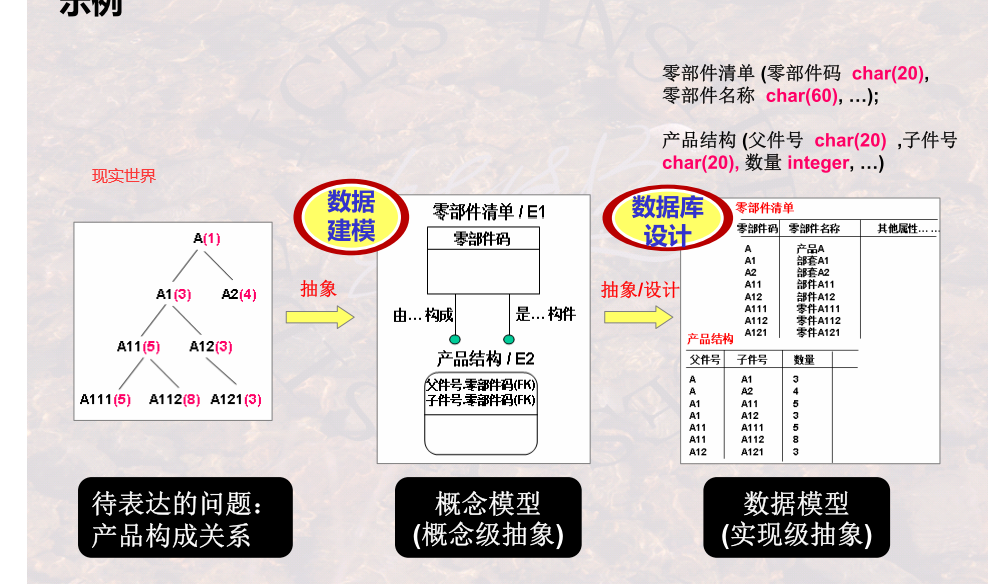 示例
零部件清单 (零部件码 char(20),
零部件名称 char(60), …);
产品结构 (父件号 char(20) ,子件号
char(20), 数量 integer, …)
现实世界
数据
建模
数据库
设计
A(1)
A1(3) A2(4)
A11(5) A12(3)
A111(5) A112(8) A121(3)
抽象
零部件清单 / E1
零部件码
由… 构成 是… 构件
产品结构 / E2
父件号.零部件码(FK)
子件号.零部件码(FK)
抽象/设计
零部件清单
零部件码 零部件名称 其他属性… …
A 产品A
A1 部套A1
A2 部套A2
A11 部件A11
A12 部件A12
A111 零件A111
A112 零件A112
A121 零件A121
产品结构
父件号 子件号 数量
A A1 3
A A2 4
A1 A11 5
A1 A12 3
A11 A111 5
A11 A112 8
A12 A121 3
待表达的问题：
产品构成关系
概念模型
(概念级抽象)
数据模型
(实现级抽象)